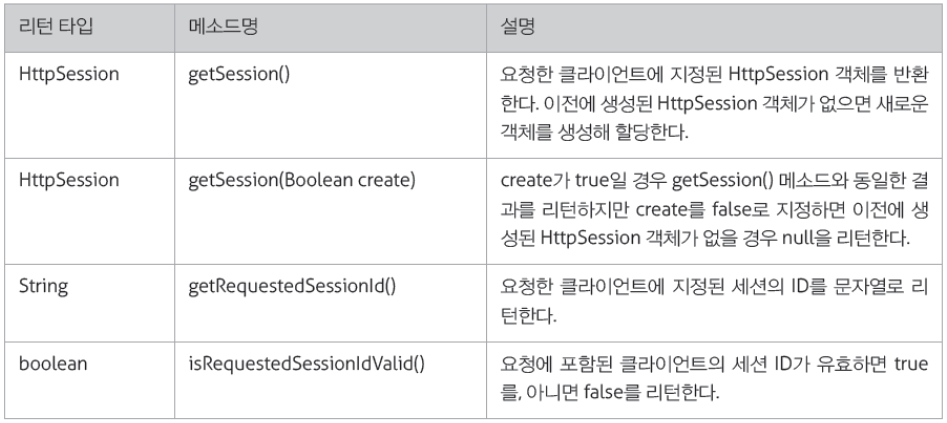 리턴 타입 메소드명 설명
HttpSession getSession() 요청한 클라이언트에 지정된 HttpSession 객체를 반환
한다. 이전에 생성된 HttpSession 객체가 없으면 새로운
객체를 생성해 할당한다.
HttpSession getSession(Boolean create) create가 true일 경우 getSession() 메소드와 동일한 결
과를 리턴하지만 create를 false로 지정하면 이전에 생
성된 HttpSession 객체가 없을 경우 null을 리턴한다.
String getRequestedSessionId() 요청한 클라이언트에 지정된 세션의 ID를 문자열로 리
턴한다.
boolean isRequestedSessionIdValid() 요청에 포함된 클라이언트의 세션 ID가 유효하면 true
를, 아니면 false를 리턴한다.